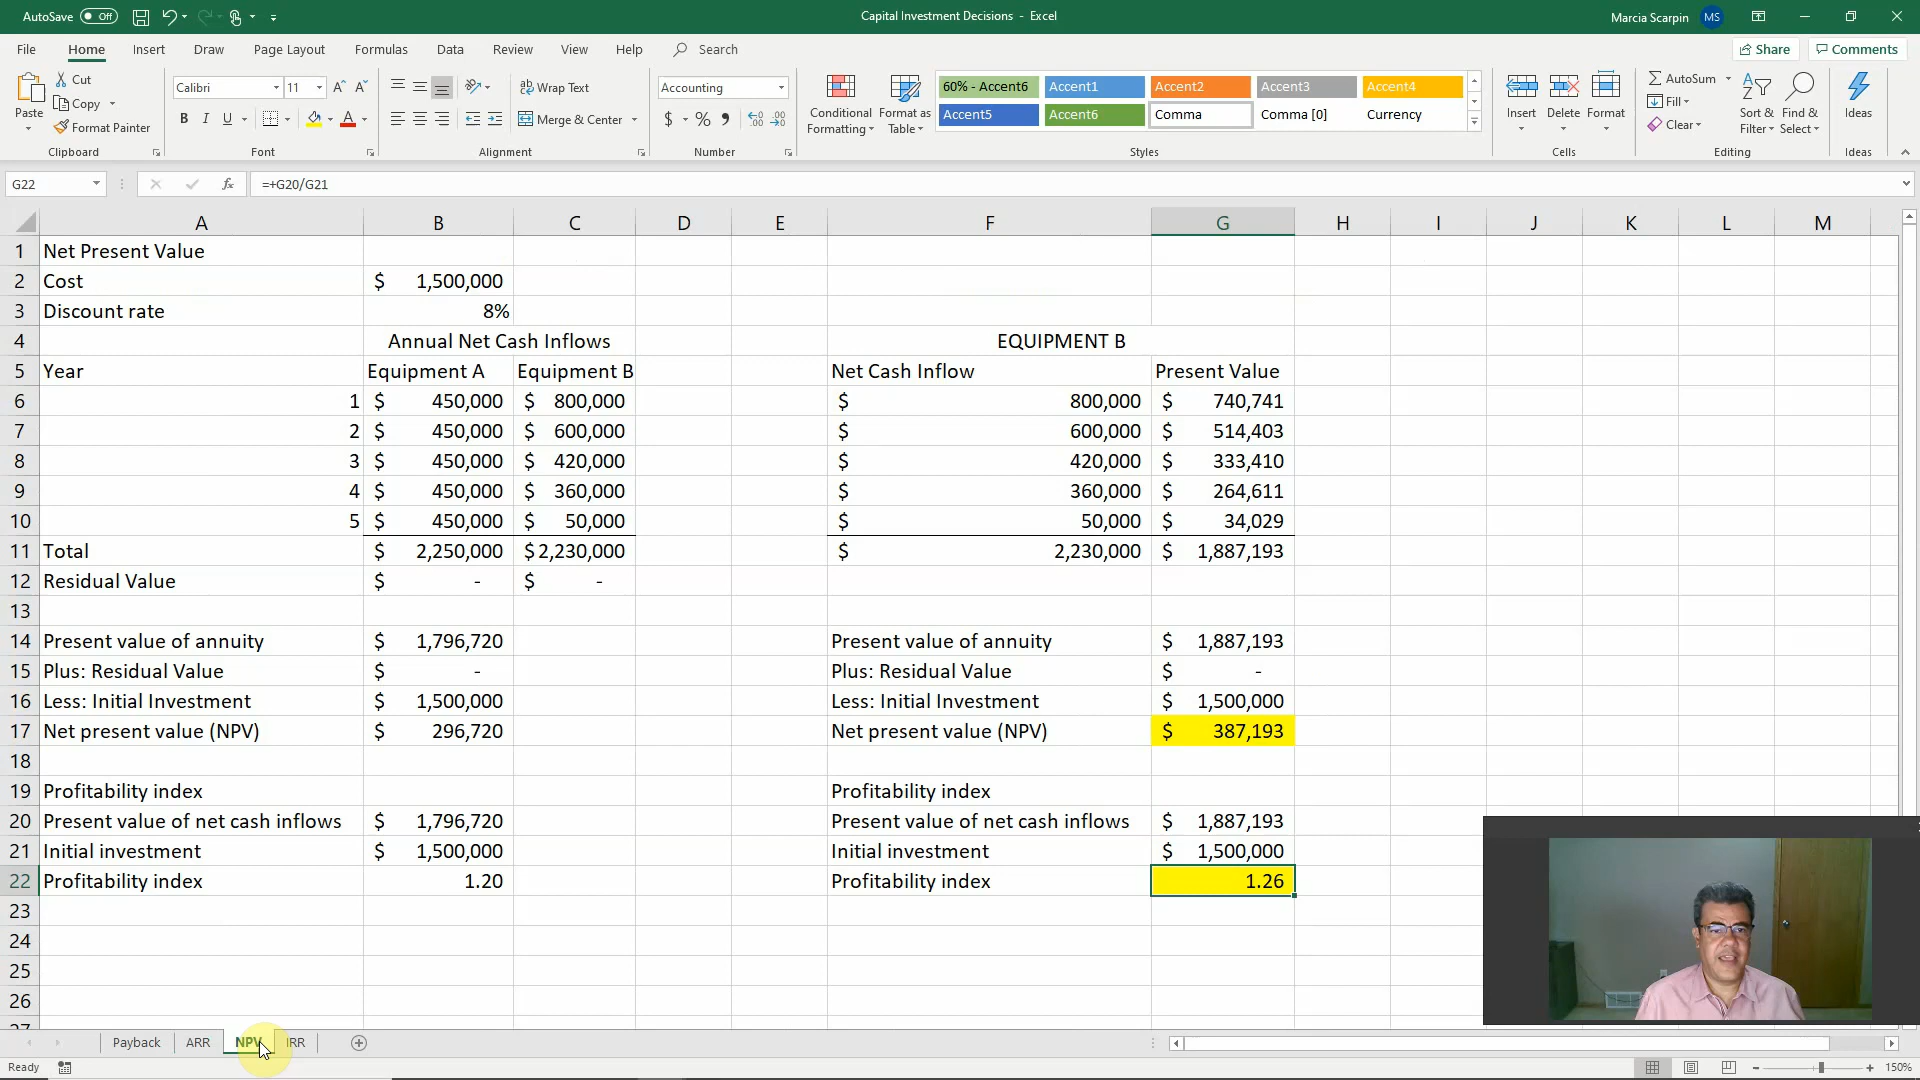 AutoSave Off Capital Investment Decisions - Excel Marcia Scarpin MS
File Home Insert Draw Page Layout Formulas Data Review View Help Search Share Comments
Paste Cut Copy Format Painter Clipboard
Calibri 11 B I U A Font
Wrap Text Merge & Center Alignment
Accounting $ % Number
Conditional Formatting Format as Table
60% - Accent6 Accent1 Accent2 Accent3 Accent4
Accent5 Accent6 Comma Comma [0] Currency
Styles
Insert Delete Format Cells
AutoSum Fill Clear Sort & Filter Find & Select Editing
Ideas Ideas
G22 fx =+G20/G21
A B C D E F G H I J K L M
1 Net Present Value
2 Cost $ 1,500,000
3 Discount rate 8%
4 Annual Net Cash Inflows EQUIPMENT B
5 Year Equipment A Equipment B Net Cash Inflow Present Value
6 1 $ 450,000 $ 800,000 $ 800,000 $ 740,741
7 2 $ 450,000 $ 600,000 $ 600,000 $ 514,403
8 3 $ 450,000 $ 420,000 $ 420,000 $ 333,410
9 4 $ 450,000 $ 360,000 $ 360,000 $ 264,611
10 5 $ 450,000 $ 50,000 $ 50,000 $ 34,029
11 Total $ 2,250,000 $ 2,230,000 $ 2,230,000 $ 1,887,193
12 Residual Value $ - $ -
13
14 Present value of annuity $ 1,796,720 Present value of annuity $ 1,887,193
15 Plus: Residual Value $ - Plus: Residual Value $ -
16 Less: Initial Investment $ 1,500,000 Less: Initial Investment $ 1,500,000
17 Net present value (NPV) $ 296,720 Net present value (NPV) $ 387,193
18
19 Profitability index Profitability index
20 Present value of net cash inflows $ 1,796,720 Present value of net cash inflows $ 1,887,193
21 Initial investment $ 1,500,000 Initial investment $ 1,500,000
22 Profitability index 1.20 Profitability index 1.26
23
24
25
26
27
Payback ARR NPV IRR
Ready 150%